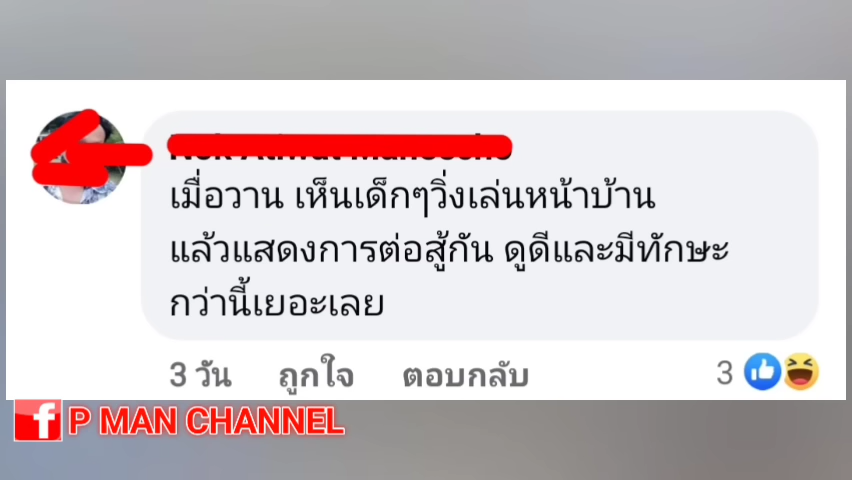 เมื่อวาน เห็นเด็กๆวิ่งเล่นหน้าบ้าน
แล้วแสดงการต่อสู้กัน ดูดีและมีทักษะ
กว่านี้เยอะเลย
3 วัน ถูกใจ ตอบกลับ 3
f P MAN CHANNEL